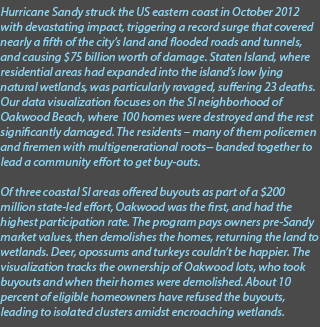 Hurricane Sandy struck the US eastern coast in October 2012
with devastating impact, triggering a record surge that covered
nearly a fifth of the city's land and flooded roads and tunnels,
and causing $75 billion worth of damage. Staten Island, where
residential areas had expanded into the island's low lying
natural wetlands, was particularly ravaged, suffering 23 deaths.
Our data visualization focuses on the SI neighborhood of
Oakwood Beach, where 100 homes were destroyed and the rest
significantly damaged. The residents – many of them policemen
and firemen with multigenerational roots– banded together to
lead a community effort to get buy-outs.
Of three coastal SI areas offered buyouts as part of a $200
million state-led effort, Oakwood was the first, and had the
highest participation rate. The program pays owners pre-Sandy
market values, then demolishes the homes, returning the land to
wetlands. Deer, opossums and turkeys couldn't be happier. The
visualization tracks the ownership of Oakwood lots, who took
buyouts and when their homes were demolished. About 10
percent of eligible homeowners have refused the buyouts,
leading to isolated clusters amidst encroaching wetlands.